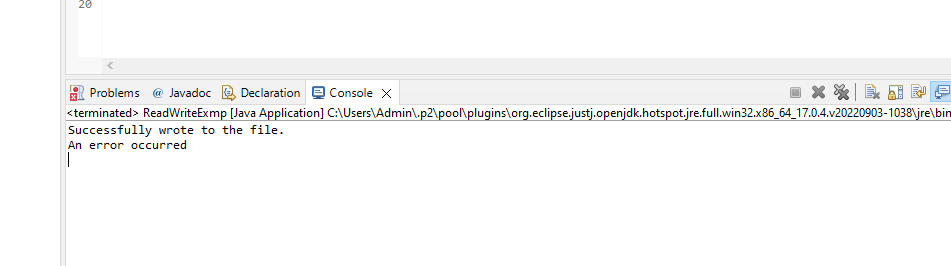 20
Problems @ Javadoc Declaration Console
<terminated> ReadWriteExmp [Java Application] C:\Users\Admin\.p2\pool\plugins\org.eclipse.justj.openjdk.hotspot.jre.full.win32.x86_64_17.0.4.v20220903-1038\jre\bin
Successfully wrote to the file.
An error occurred